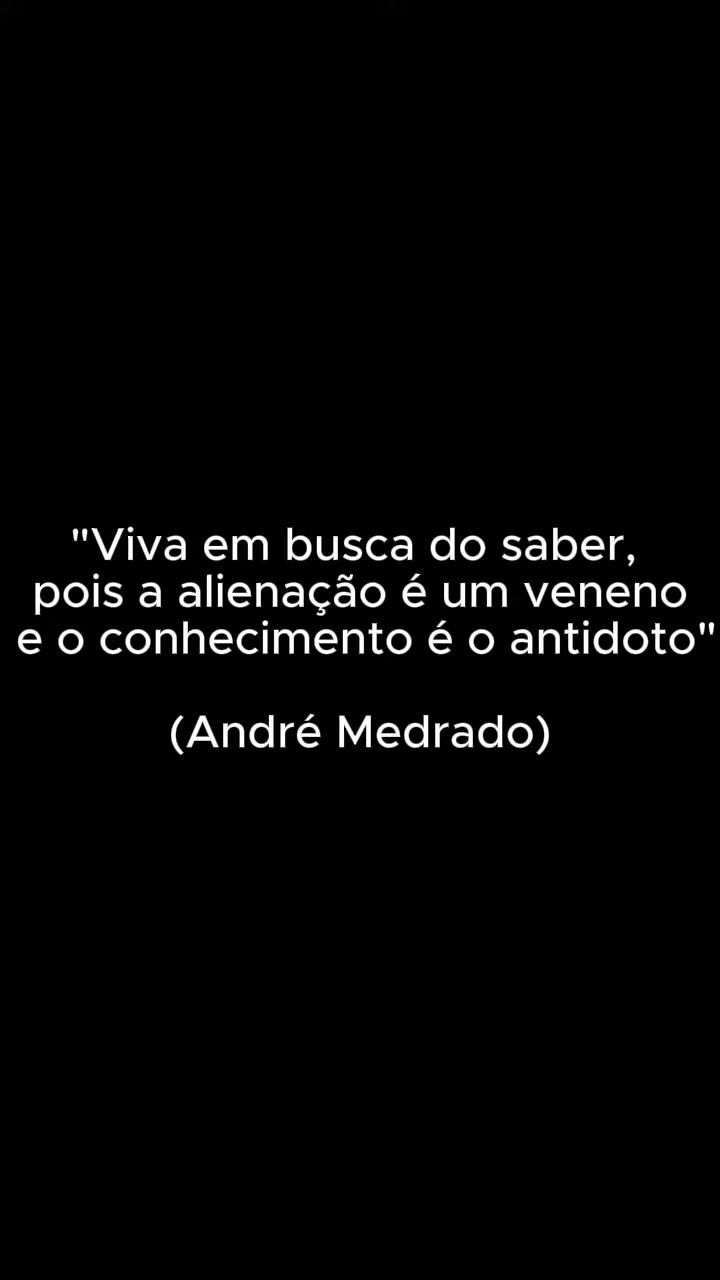 "Viva em busca do saber,
pois a alienação é um veneno
e o conhecimento é o antidoto"
(André Medrado)